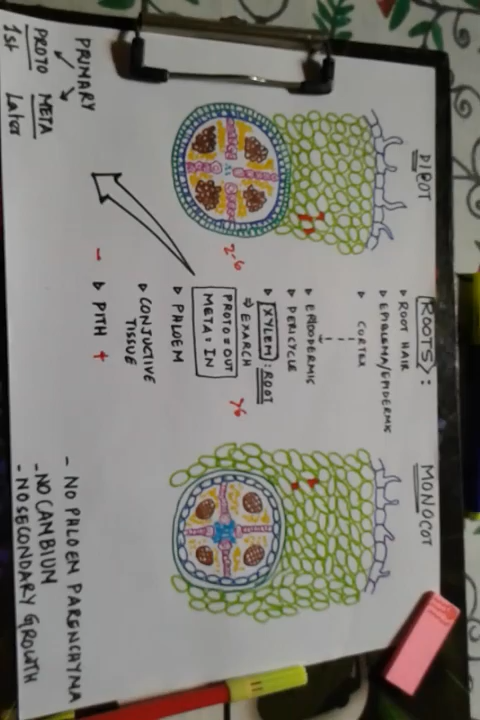 DICOT
ROOTS:
MONOCOT
▷ ROOT HAIR
▷ EPIBLEMA/EPIDERMIS
▷ CORTEX
▷ ENDODERMIS
▷ PERICYCLE
▷ XYLEM: ROOT
⇒ EXARCH
2-6
PROTO = OUT
META = IN
>6
▷ PHLOEM
▷ CONJUCTIVE
TISSUE
- ▷ PITH +
PRIMARY
PROTO META
1st Later
- NO PHLOEM PARENCHYMA
- NO CAMBIUM
- NO SECONDARY GROWTH